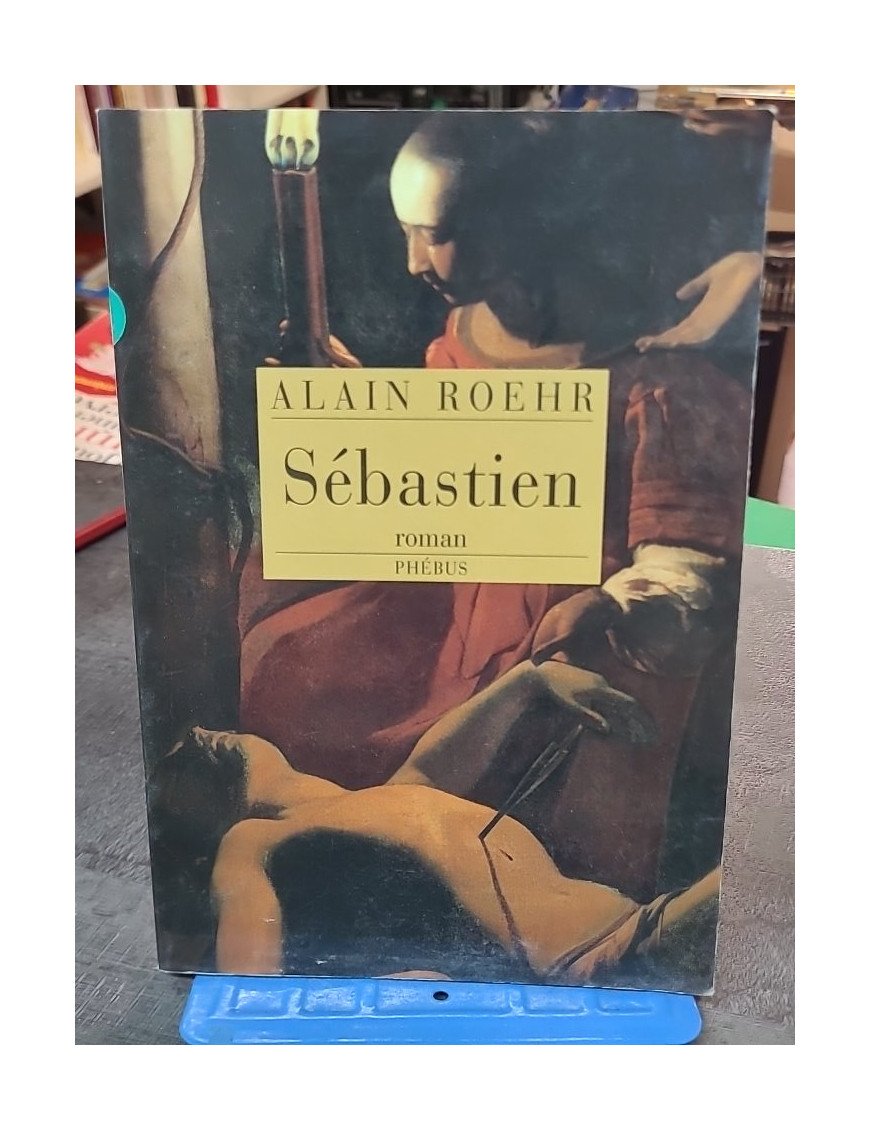 ALAIN ROEHR
Sébastien
roman
PHÉBUS